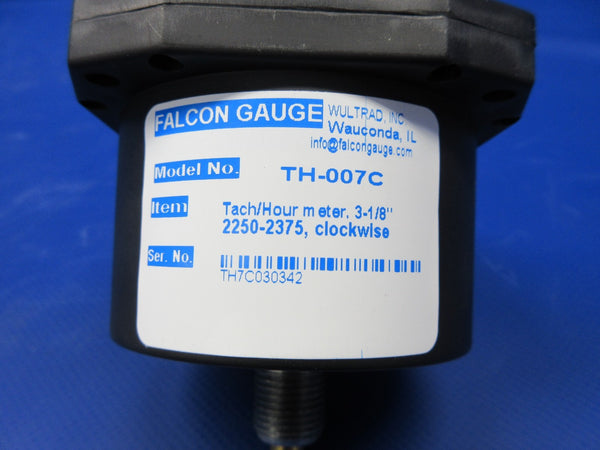 FALCON GAUGE WULTRAD, INC
Wauconda, IL
info@falcongauge.com
Model No. TH-007C
Item Tach/Hour meter, 3-1/8"
2250-2375, clockwise
Ser. No.
TH7C030342